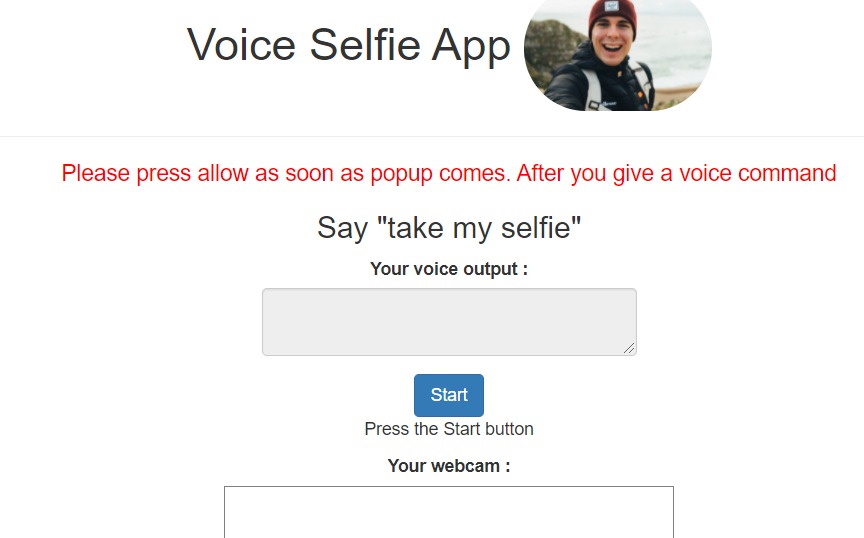 Voice Selfie App
Please press allow as soon as popup comes. After you give a voice command
Say "take my selfie"
Your voice output :
Start
Press the Start button
Your webcam :